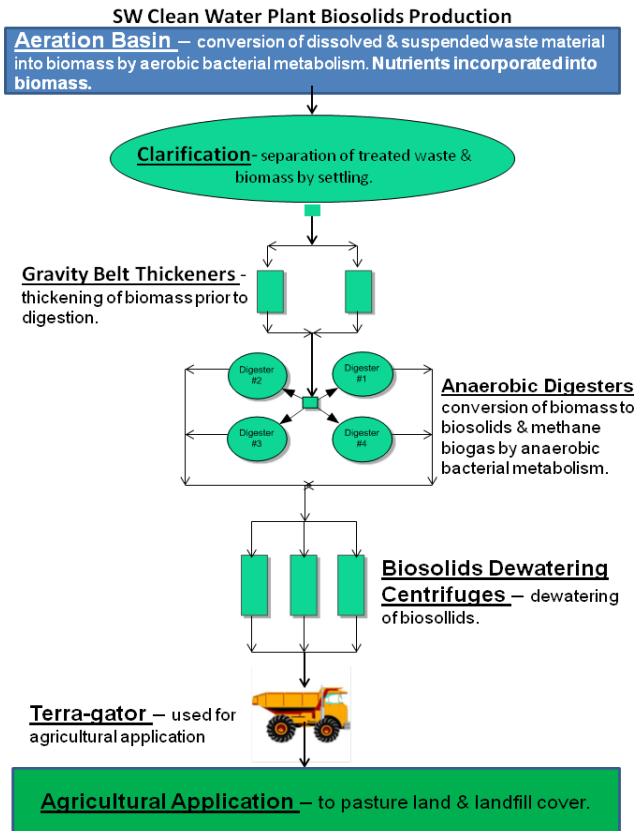 SW Clean Water Plant Biosolids Production
Aeration Basin – conversion of dissolved & suspended waste material
into biomass by aerobic bacterial metabolism. Nutrients incorporated into
biomass.
Clarification- separation of treated waste &
biomass by settling.
Gravity Belt Thickeners -
thickening of biomass prior to
digestion.
Digester
#2
Digester
#1
Digester
#3
Digester
#4
Anaerobic Digesters
conversion of biomass to
biosolids & methane
biogas by anaerobic
bacterial metabolism.
Biosolids Dewatering
Centrifuges – dewatering
of biosollids.
Terra-gator – used for
agricultural application
Agricultural Application – to pasture land & landfill cover.